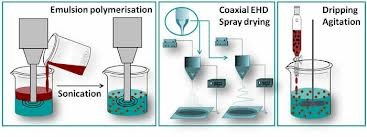 Emulsion polymerisation
Sonication
Coaxial EHD
Spray drying
Dripping
Agitation